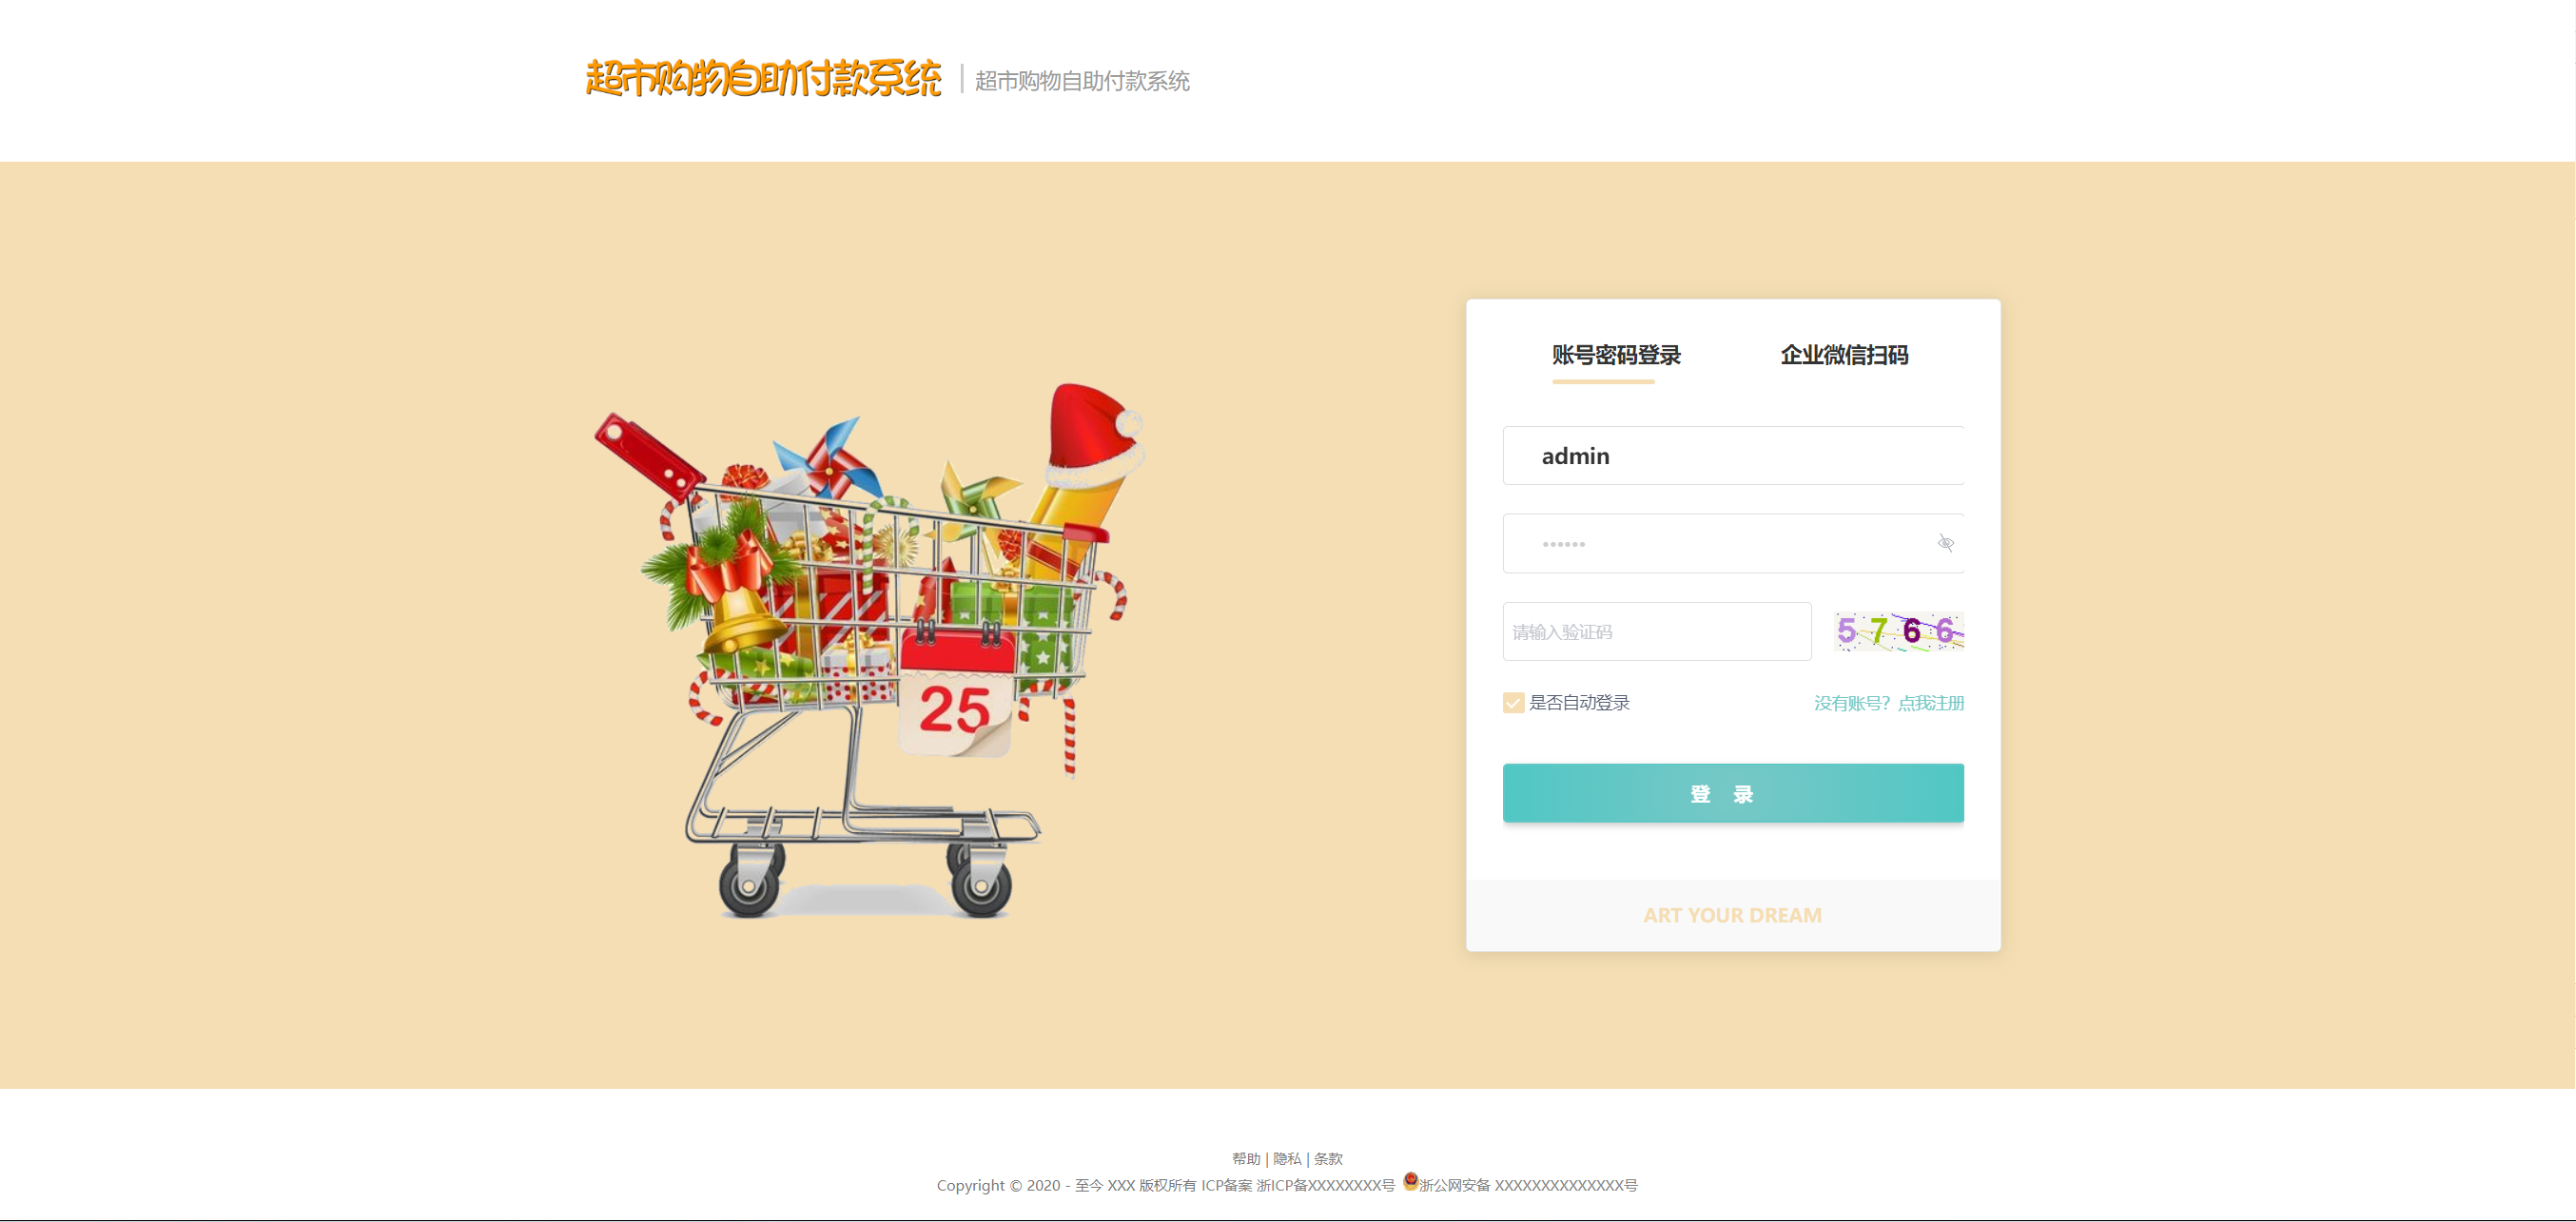 超市购物自助付款系统 | 超市购物自助付款系统
账号密码登录 企业微信扫码
admin
••••••
请输入验证码 5766
是否自动登录 没有账号？点我注册
25
登 录
ART YOUR DREAM
帮助 | 隐私 | 条款
Copyright © 2020 - 至今 XXX 版权所有 ICP备案 浙ICP备XXXXXXXX号 浙公网安备 XXXXXXXXXXXXXX号